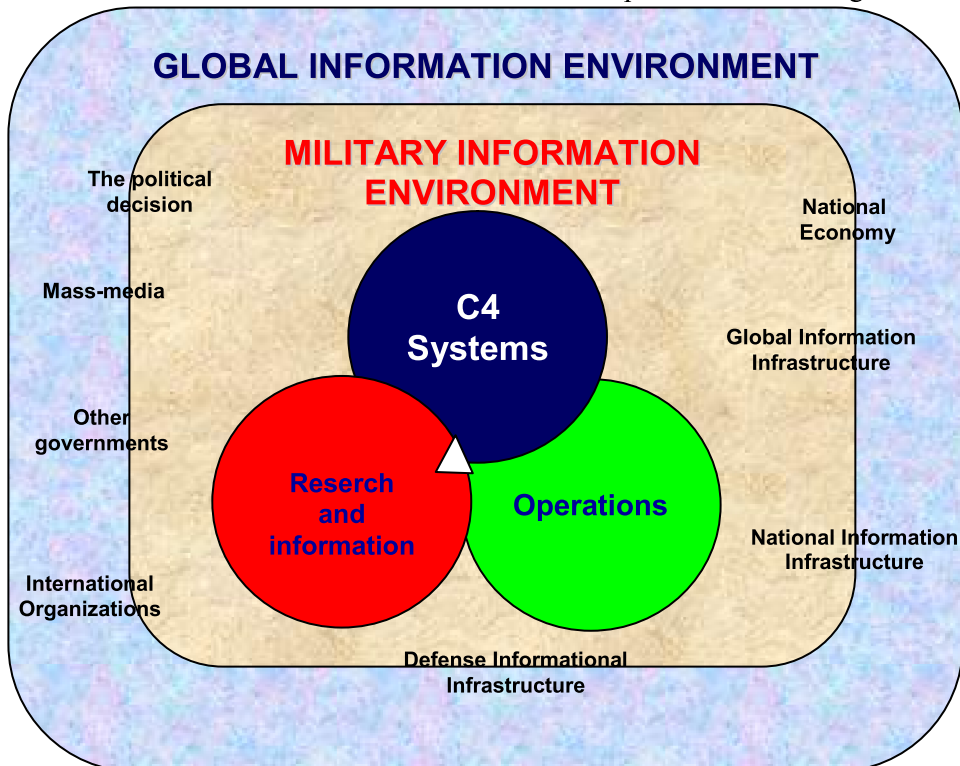 GLOBAL INFORMATION ENVIRONMENT
MILITARY INFORMATION
ENVIRONMENT
The political
decision
National
Economy
Mass-media
C4
Systems
Global Information
Infrastructure
Other
governments
Reserch
and
information
Operations
National Information
Infrastructure
International
Organizations
Defense Informational
Infrastructure